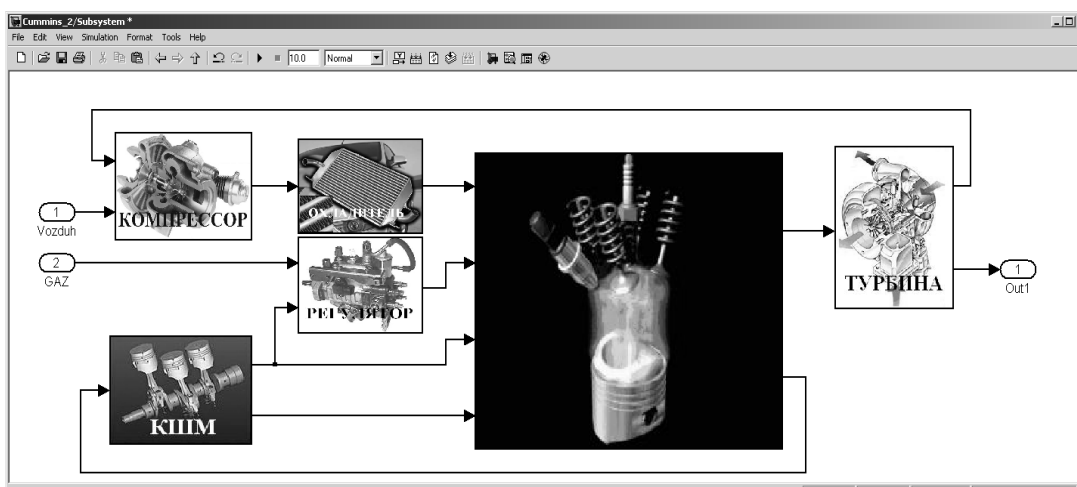 Cummins_2/Subsystem *
File Edit View Simulation Format Tools Help
10.0 Normal
КОМПРЕССОР
ОХЛАДИТЕЛЬ
1
Vozduh
2
GAZ
РЕГУЛЯТОР
КШМ
ТУРБИНА
1
Out1